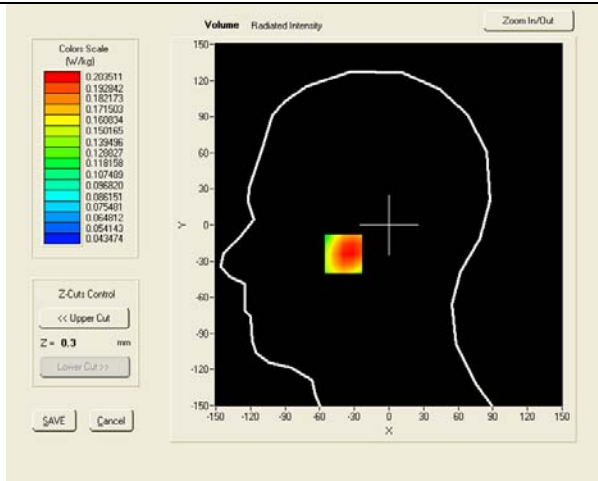 Volume Radiated Intensity
Zoom In/Out
Colors Scale
(W/kg)
0.203511
0.192842
0.182173
0.171503
0.160834
0.150165
0.139496
0.128827
0.118158
0.107489
0.096820
0.086151
0.075481
0.064812
0.054143
0.043474
150
120
90
60
30
0
-30
-60
-90
-150
Y
-150 -120 -90 -60 -30 0 30 60 90 120 150
X
-120
Z-Cuts Control
<< Upper Cut
Z = 0.3 mm
Lower Cut >>
SAVE Cancel